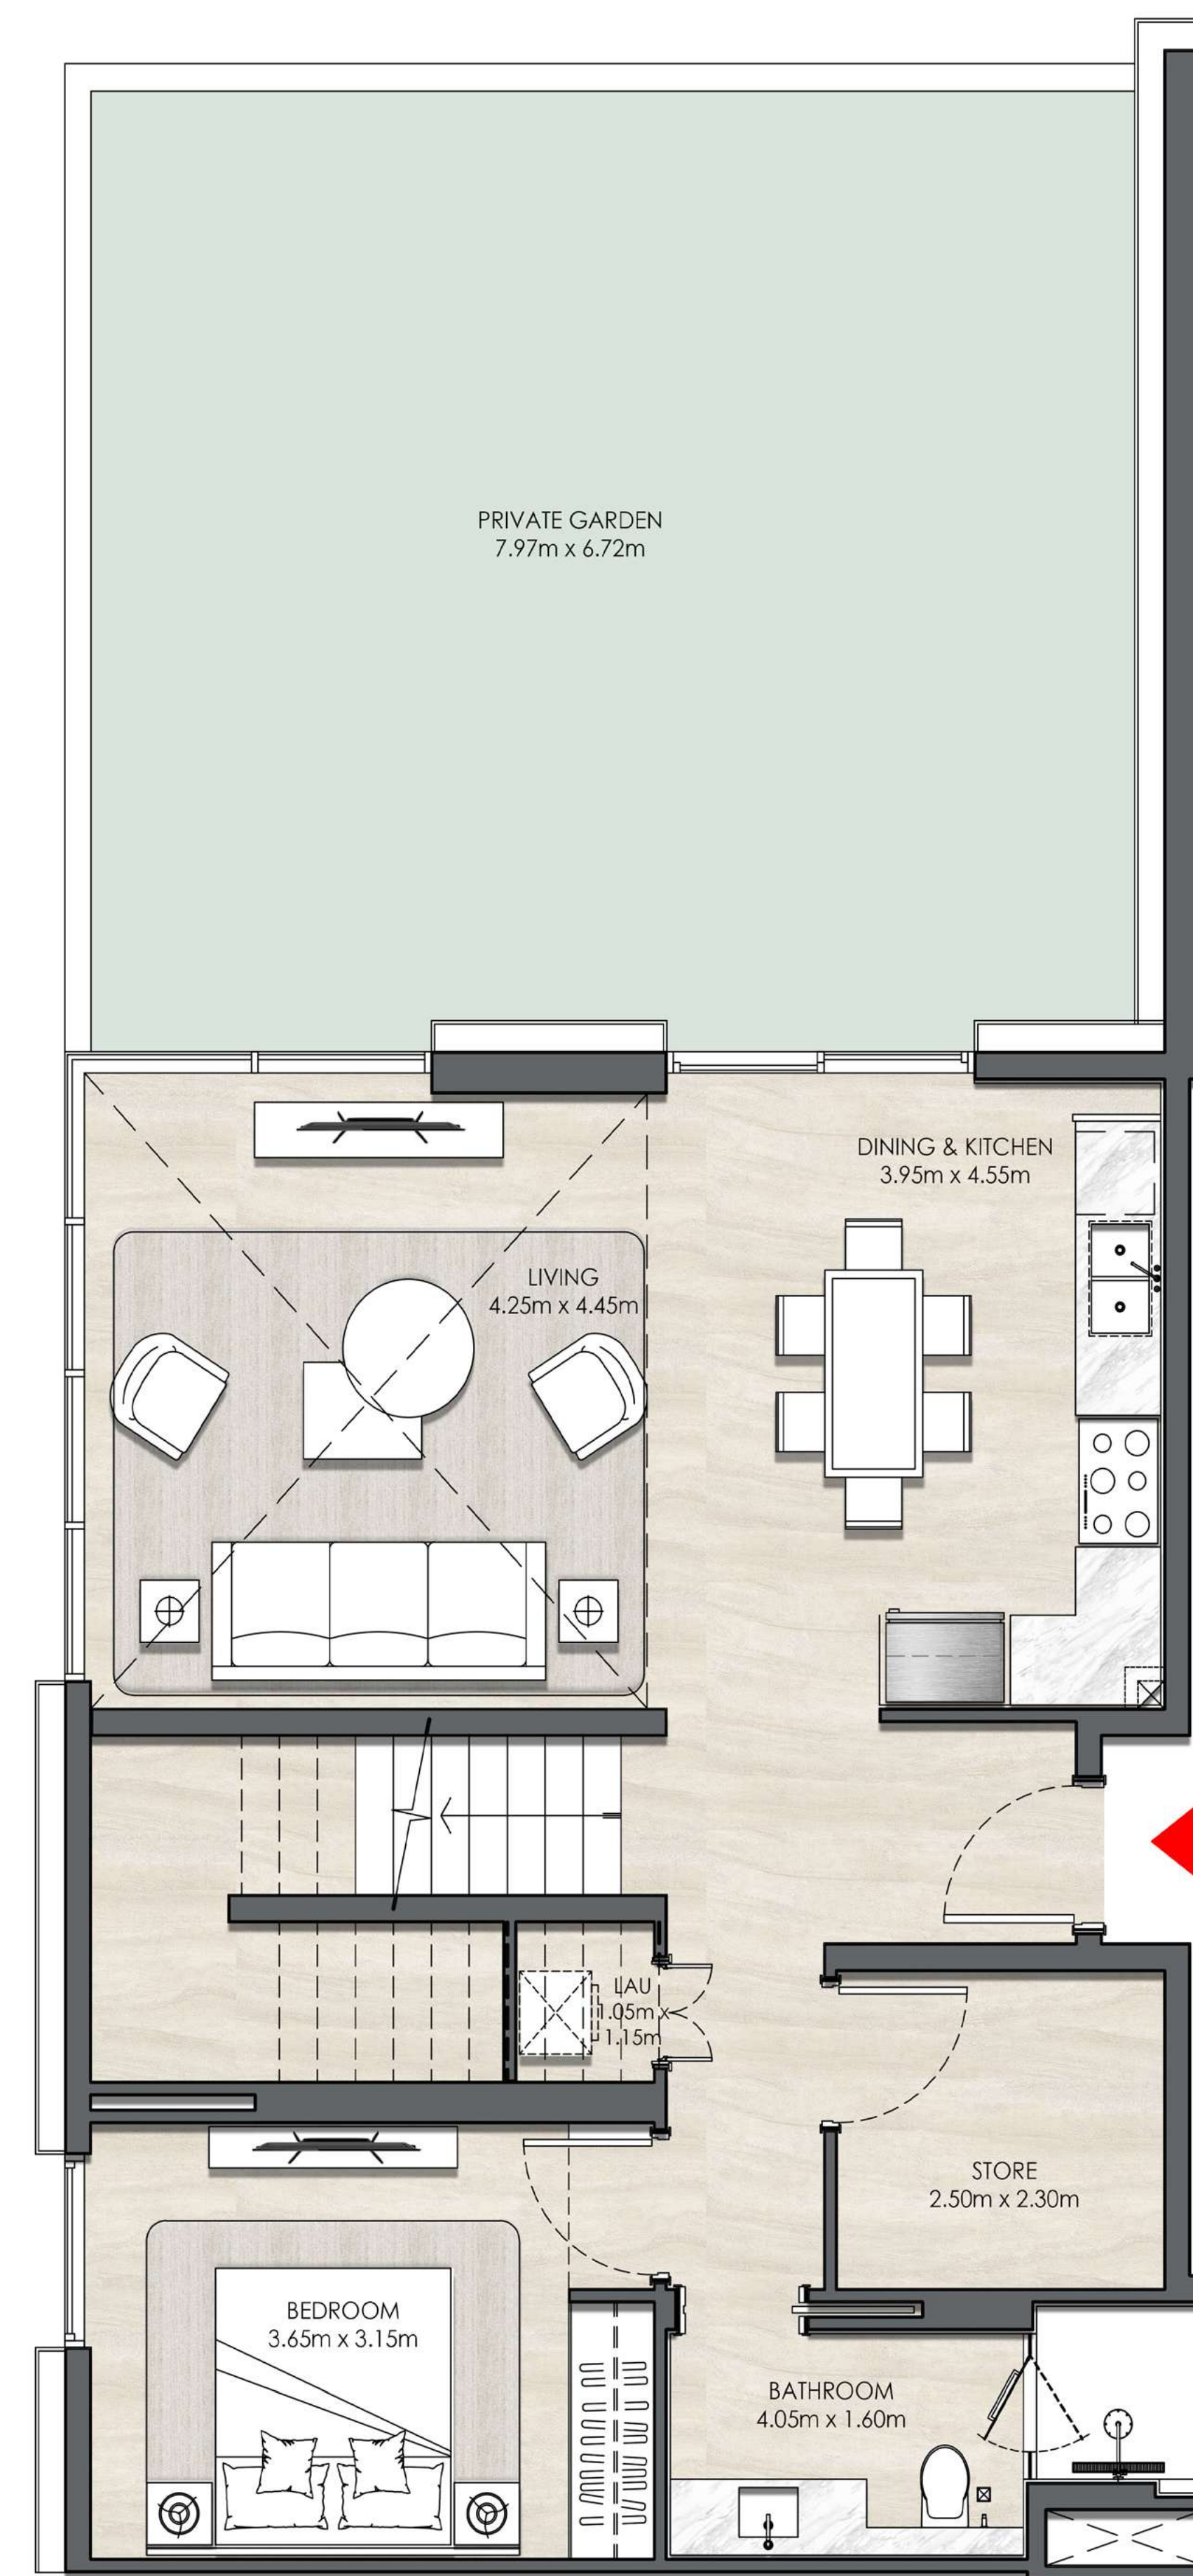 PRIVATE GARDEN
7.97m x 6.72m
DINING & KITCHEN
3.95m x 4.55m
LIVING
4.25m x 4.45m
LAU
1.05m x
1.15m
STORE
2.50m x 2.30m
BEDROOM
3.65m x 3.15m
BATHROOM
4.05m x 1.60m